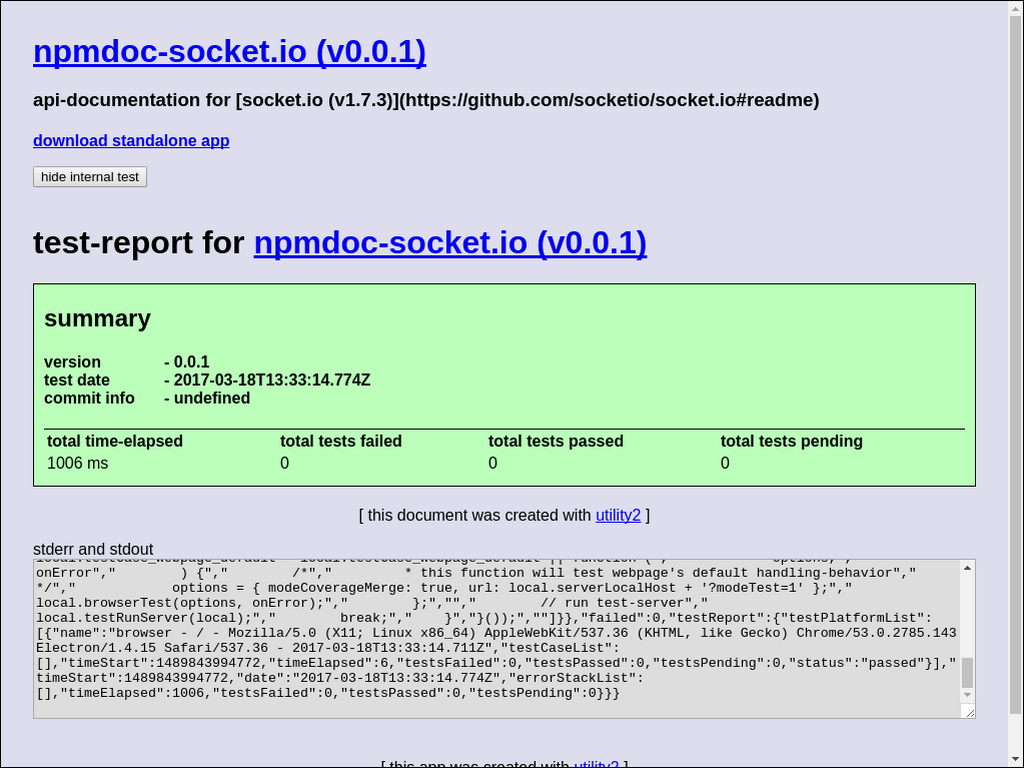 npmdoc-socket.io (v0.0.1)
api-documentation for [socket.io (v1.7.3)](https://github.com/socketio/socket.io#readme)
download standalone app
hide internal test
test-report for npmdoc-socket.io (v0.0.1)
summary
version - 0.0.1
test date - 2017-03-18T13:33:14.774Z
commit info - undefined
total time-elapsed total tests failed total tests passed total tests pending
1006 ms 0 0 0
[ this document was created with utility2 ]
stderr and stdout
onError","        ) {","        /*","         * this function will test webpage's default handling-behavior","
*/","            options = { modeCoverageMerge: true, url: local.serverLocalHost + '?modeTest=1' };","
local.browserTest(options, onError);","        };","","        // run test-server","
local.testRunServer(local);","        break;","    }","}());",""]}},"failed":0,"testReport":{"testPlatformList":
[{"name":"browser - / - Mozilla/5.0 (X11; Linux x86_64) AppleWebKit/537.36 (KHTML, like Gecko) Chrome/53.0.2785.143
Electron/1.4.15 Safari/537.36 - 2017-03-18T13:33:14.711Z","testCaseList":
[],"timeStart":1489843994772,"timeElapsed":6,"testsFailed":0,"testsPassed":0,"testsPending":0,"status":"passed"}],"
timeStart":1489843994772,"date":"2017-03-18T13:33:14.774Z","errorStackList":
[],"timeElapsed":1006,"testsFailed":0,"testsPassed":0,"testsPending":0}}}
[ this app was created with utility2 ]